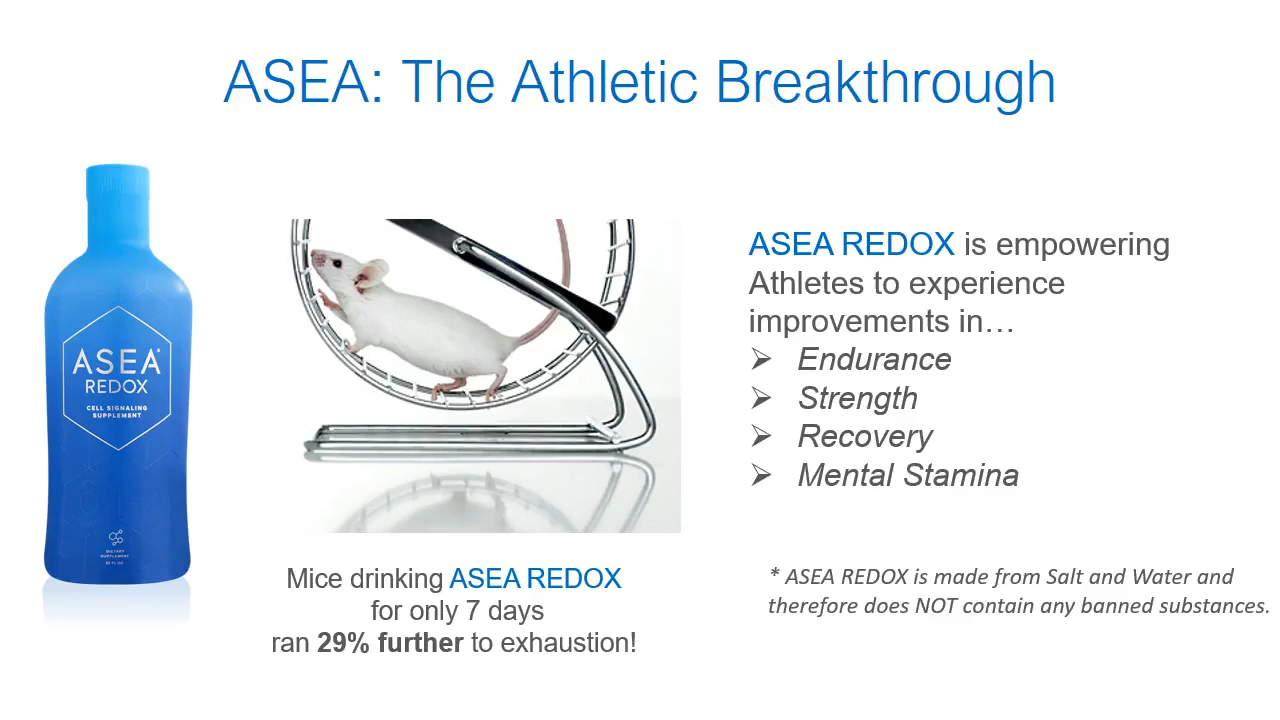 ASEA: The Athletic Breakthrough
ASEA
REDOX
CELL SIGNALING
SUPPLEMENT
DIETARY
SUPPLEMENT
Mice drinking ASEA REDOX
for only 7 days
ran 29% further to exhaustion!
ASEA REDOX is empowering
Athletes to experience
improvements in…
➢ Endurance
➢ Strength
➢ Recovery
➢ Mental Stamina
* ASEA REDOX is made from Salt and Water and
therefore does NOT contain any banned substances.